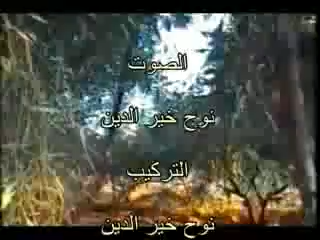 الصوت
نوح خير الدين
التركيب
نوح خير الدين